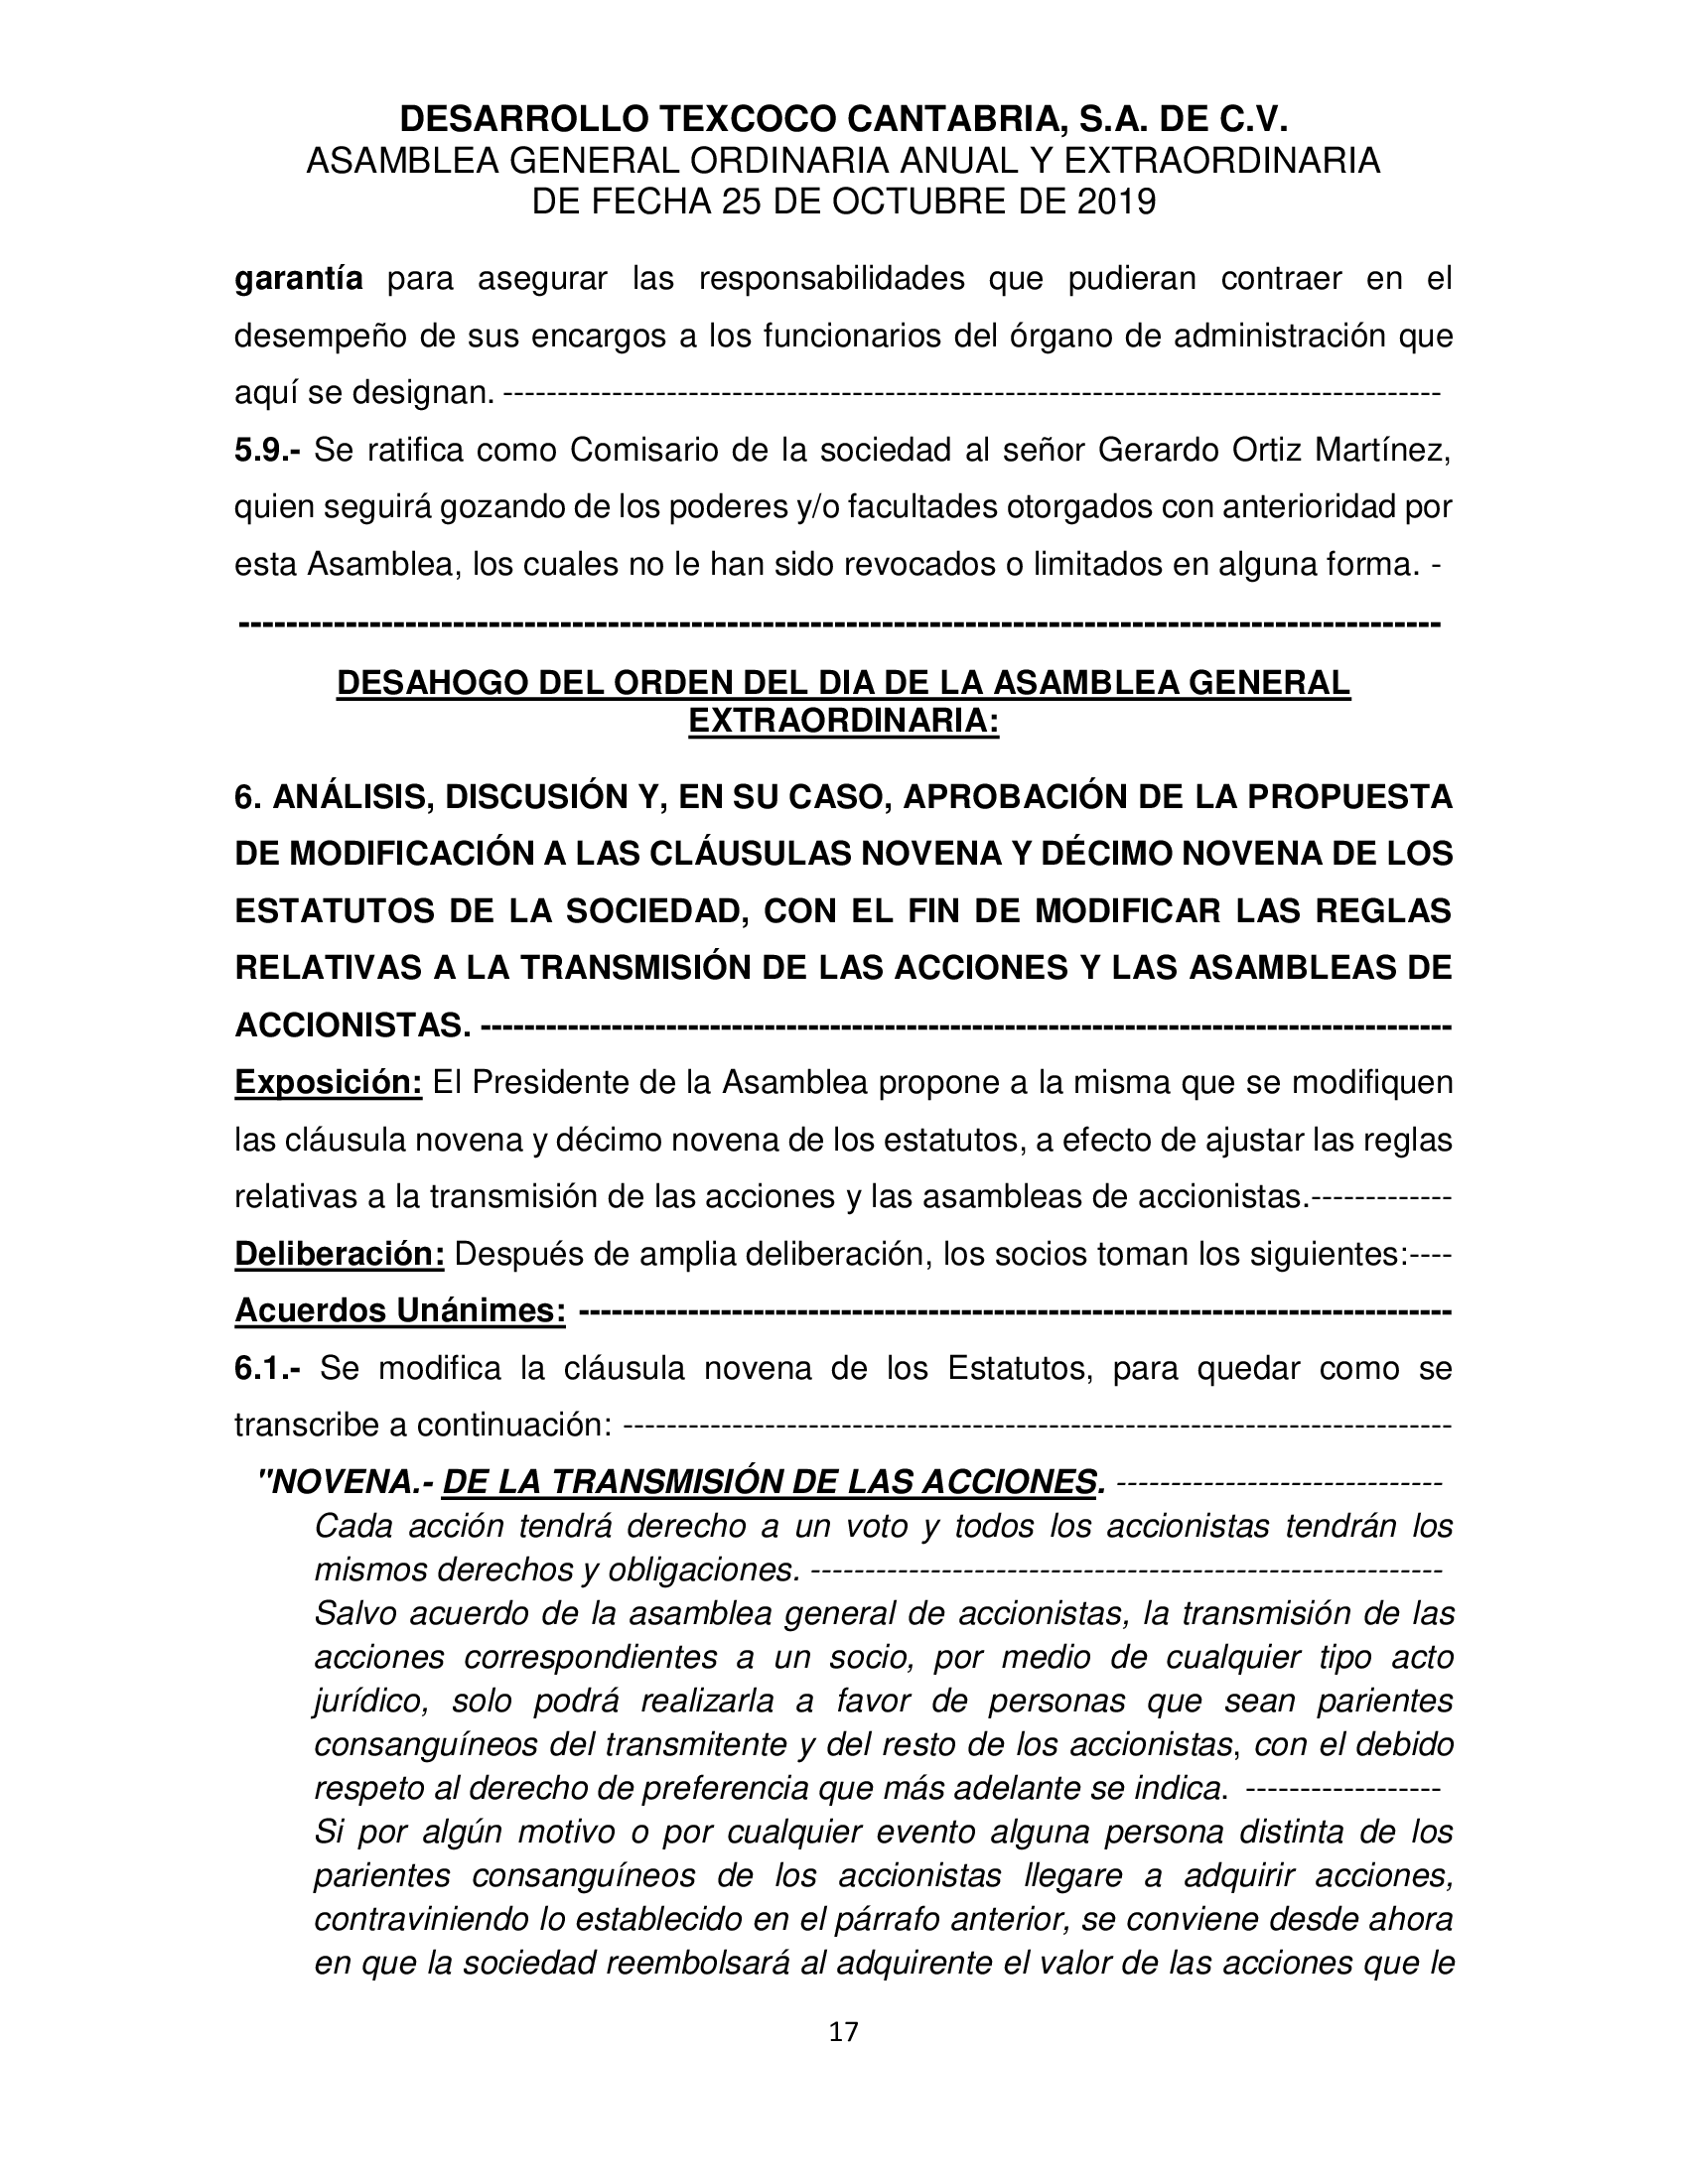 DESARROLLO TEXCOCO CANTABRIA, S.A. DE C.V.
ASAMBLEA GENERAL ORDINARIA ANUAL Y EXTRAORDINARIA
DE FECHA 25 DE OCTUBRE DE 2019
garantía para asegurar las responsabilidades que pudieran contraer en el
desempeño de sus encargos a los funcionarios del órgano de administración que
aquí se designan. --------------------------------------------------------------------------------------
5.9.- Se ratifica como Comisario de la sociedad al señor Gerardo Ortiz Martínez,
quien seguirá gozando de los poderes y/o facultades otorgados con anterioridad por
esta Asamblea, los cuales no le han sido revocados o limitados en alguna forma. -
--------------------------------------------------------------------------------------------------------
DESAHOGO DEL ORDEN DEL DIA DE LA ASAMBLEA GENERAL
EXTRAORDINARIA:
6. ANÁLISIS, DISCUSIÓN Y, EN SU CASO, APROBACIÓN DE LA PROPUESTA
DE MODIFICACIÓN A LAS CLÁUSULAS NOVENA Y DÉCIMO NOVENA DE LOS
ESTATUTOS DE LA SOCIEDAD, CON EL FIN DE MODIFICAR LAS REGLAS
RELATIVAS A LA TRANSMISIÓN DE LAS ACCIONES Y LAS ASAMBLEAS DE
ACCIONISTAS. -----------------------------------------------------------------------------------------
Exposición: El Presidente de la Asamblea propone a la misma que se modifiquen
las cláusula novena y décimo novena de los estatutos, a efecto de ajustar las reglas
relativas a la transmisión de las acciones y las asambleas de accionistas.-------------
Deliberación: Después de amplia deliberación, los socios toman los siguientes:----
Acuerdos Unánimes: --------------------------------------------------------------------------------
6.1.- Se modifica la cláusula novena de los Estatutos, para quedar como se
transcribe a continuación: ----------------------------------------------------------------------------
"NOVENA.- DE LA TRANSMISIÓN DE LAS ACCIONES. ------------------------------
Cada acción tendrá derecho a un voto y todos los accionistas tendrán los
mismos derechos y obligaciones. ----------------------------------------------------------
Salvo acuerdo de la asamblea general de accionistas, la transmisión de las
acciones correspondientes a un socio, por medio de cualquier tipo acto
jurídico, solo podrá realizarla a favor de personas que sean parientes
consanguíneos del transmitente y del resto de los accionistas, con el debido
respeto al derecho de preferencia que más adelante se indica. ------------------
Si por algún motivo o por cualquier evento alguna persona distinta de los
parientes consanguíneos de los accionistas llegare a adquirir acciones,
contraviniendo lo establecido en el párrafo anterior, se conviene desde ahora
en que la sociedad reembolsará al adquirente el valor de las acciones que le
17